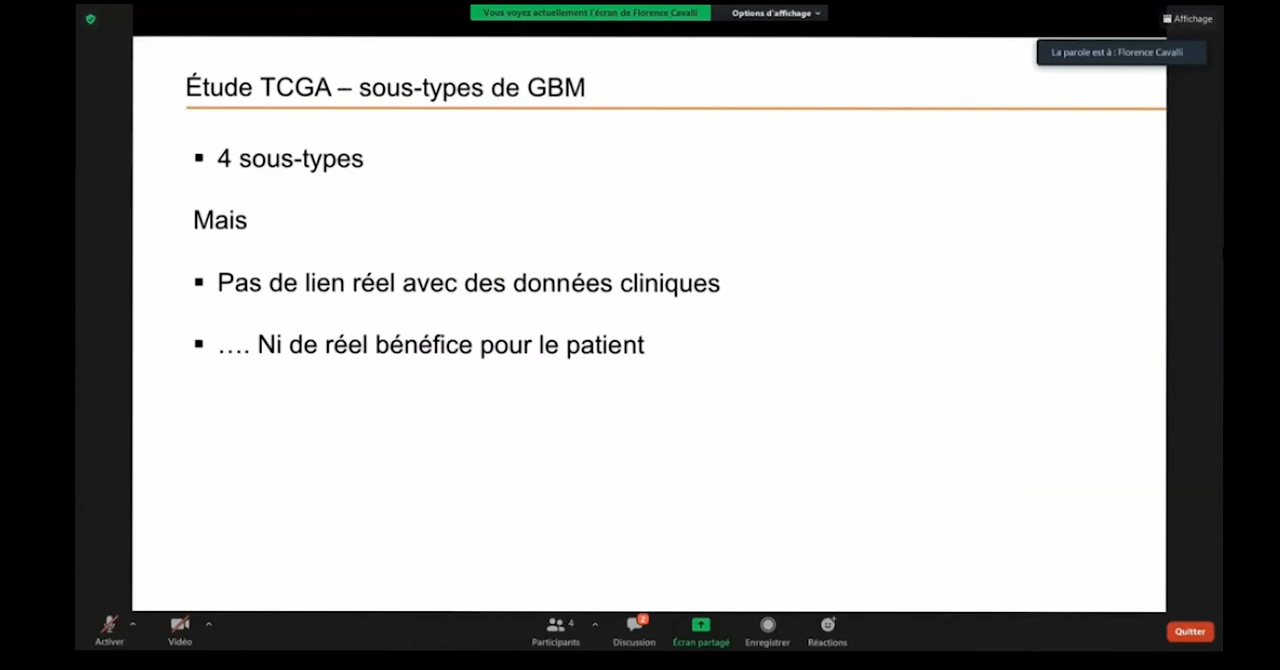 Vous voyez actuellement l'écran de Florence Cavalli
Options d'affichage
Affichage
La parole est à : Florence Cavalli
Étude TCGA – sous-types de GBM
▪ 4 sous-types
Mais
▪ Pas de lien réel avec des données cliniques
▪ …. Ni de réel bénéfice pour le patient
Activer
Vidéo
4
Participants
2
Discussion
Écran partagé
Enregistrer
Réactions
Quitter